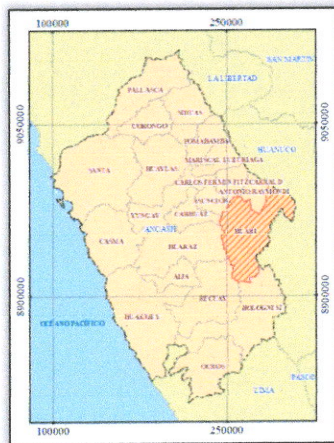 100000 250000
SAN MARTIN
LA LIBERTAD
PALLASCA
9050000 9050000
SIHUAS
CORONGO
POMABAMBA
HUANUCO
MARISCAL LUZURIAGA
SANTA
HUAYLAS
CARLOS FERMIN FITZCARRALD
ANTONIO RAYMONDI
ASUNCION
YUNGAY
CARHUAZ
ANCASH
HUARI
CASMA
HUARAZ
AIJA
8900000 8900000
RECUAY
BOLOGNESI
OCEANO PACÍFICO
HUARMEY
OCROS
PASCO
LIMA
100000 250000